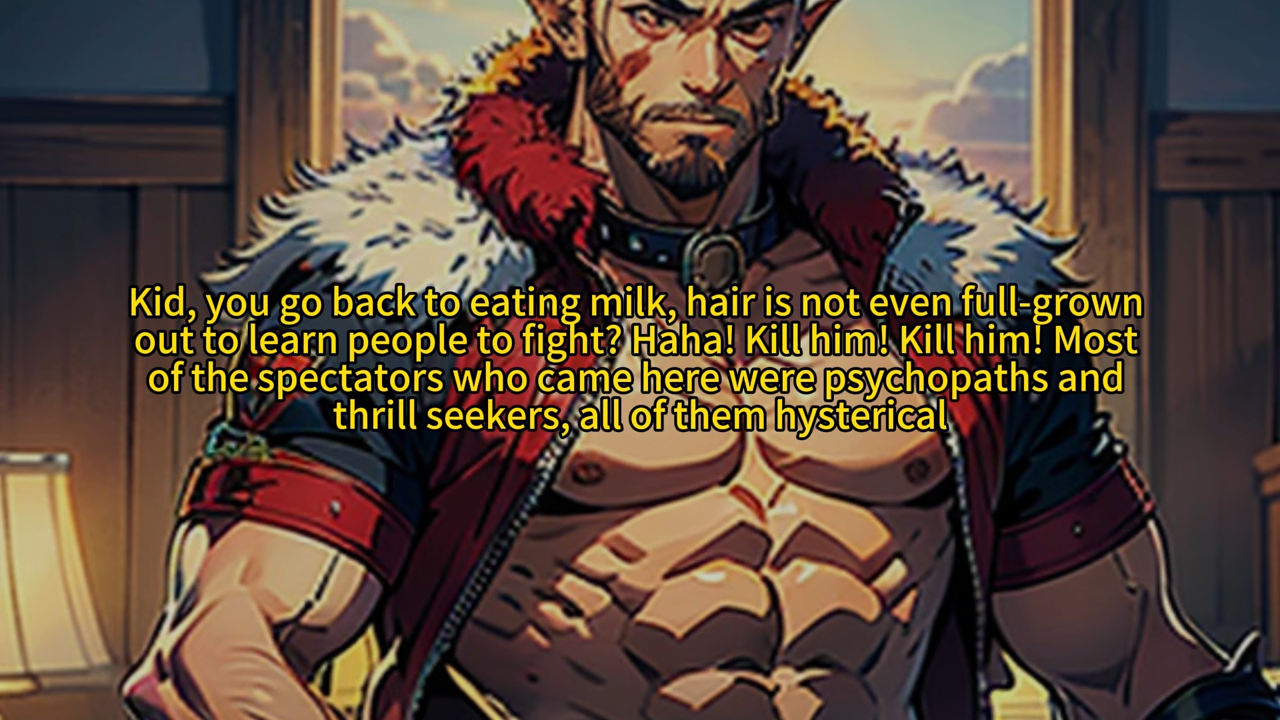 Kid, you go back to eating milk, hair is not even full-grown
out to learn people to fight? Haha! Kill him! Kill him! Most
of the spectators who came here were psychopaths and
thrill seekers, all of them hysterical